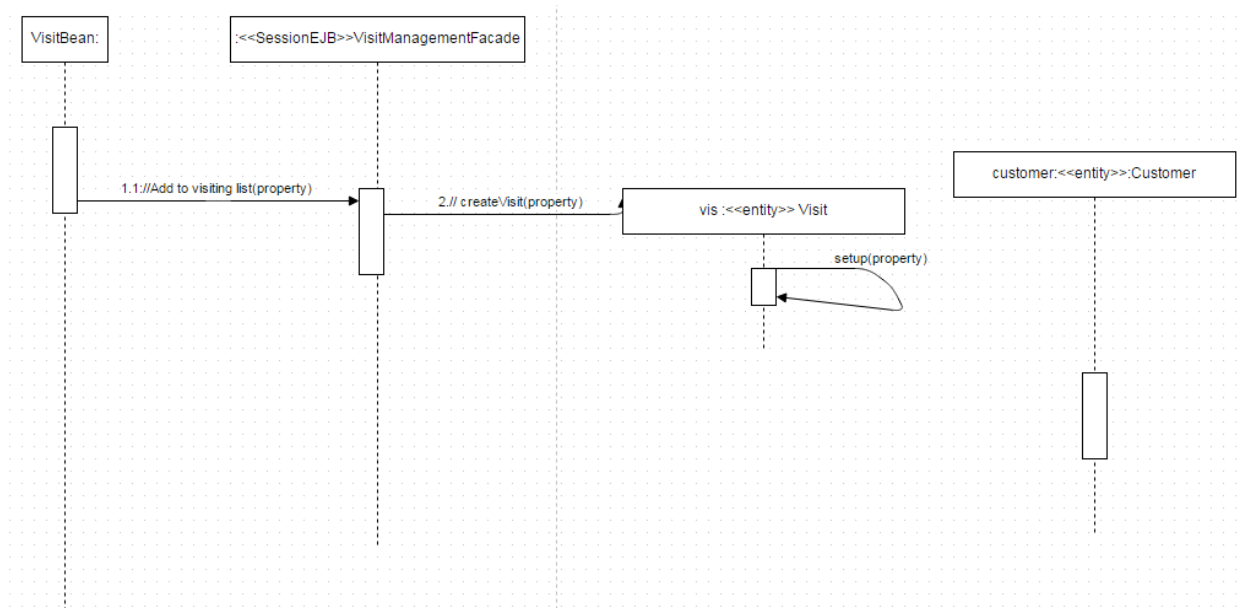 VisitBean:
:<<SessionEJB>>VisitManagementFacade
customer:<<entity>>:Customer
1.1://Add to visiting list(property)
2.// createVisit(property)
vis :<<entity>> Visit
setup(property)